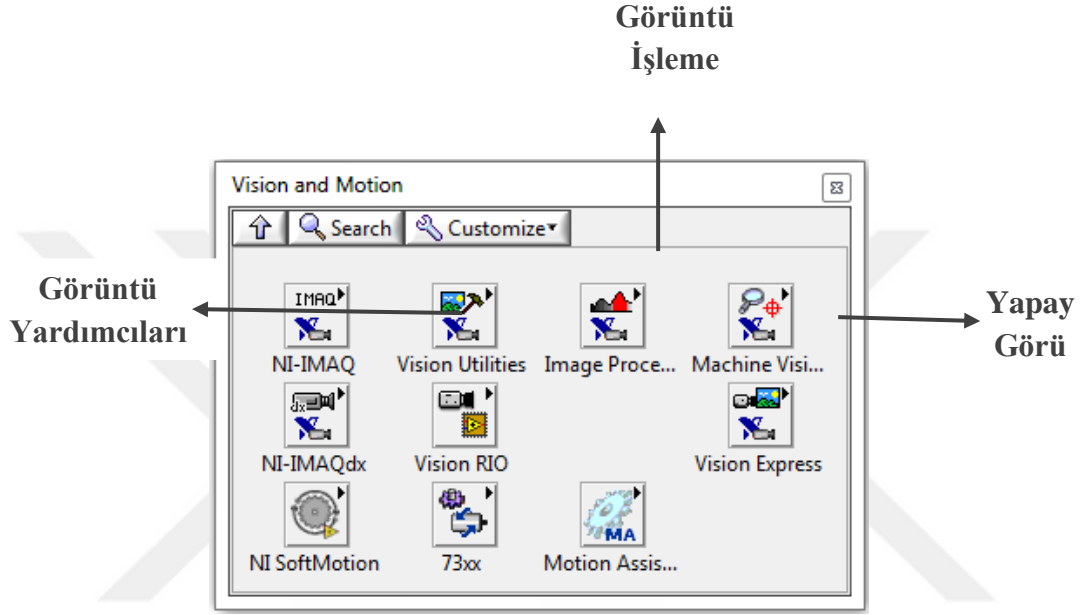 Görüntü
İşleme
Vision and Motion
Search Customize
Görüntü
Yardımcıları
Yapay
Görü
IMAQ
NI-IMAQ Vision Utilities Image Proce... Machine Visi...
dx
NI-IMAQdx Vision RIO Vision Express
MA
NI SoftMotion 73xx Motion Assis...